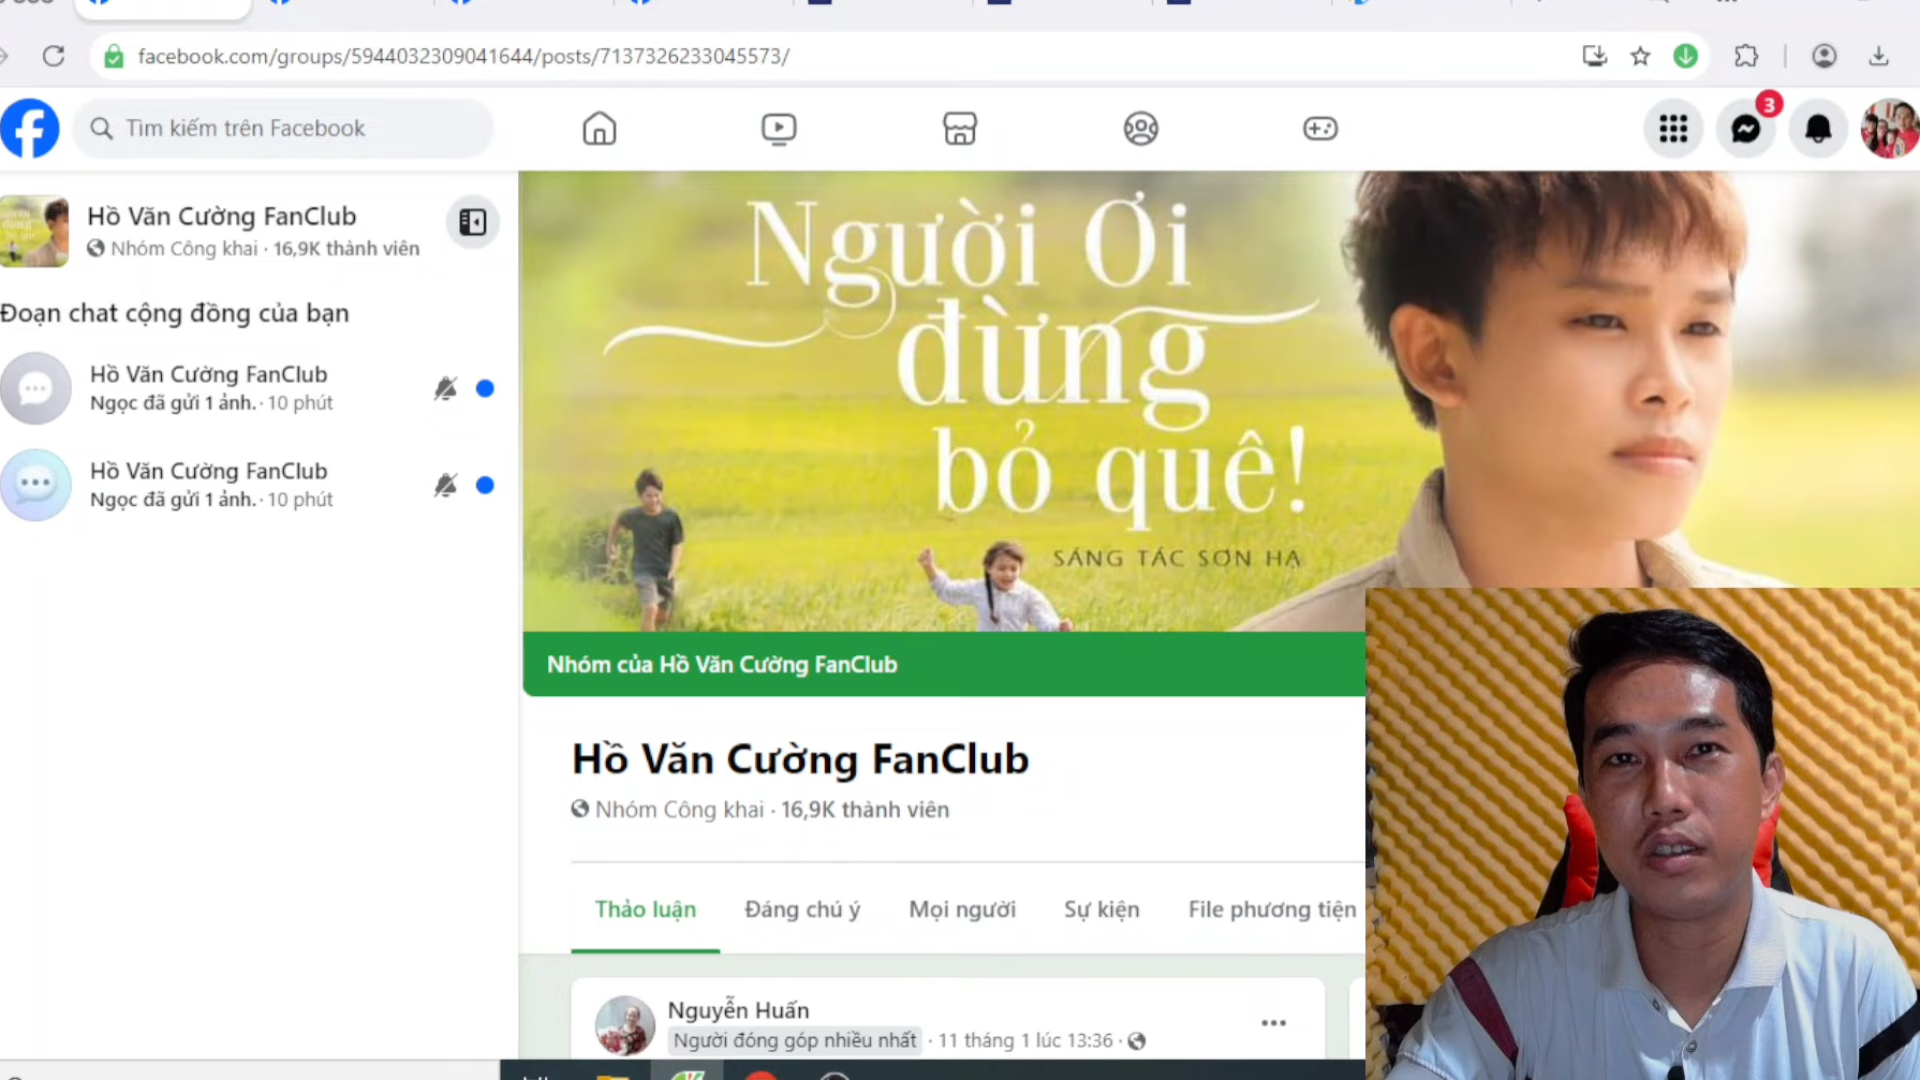 facebook.com/groups/5944032309041644/posts/7137326233045573/
Tìm kiếm trên Facebook
3
Hồ Văn Cường FanClub
Nhóm Công khai · 16,9K thành viên
Đoạn chat cộng đồng của bạn
Hồ Văn Cường FanClub
Ngọc đã gửi 1 ảnh. · 10 phút
Hồ Văn Cường FanClub
Ngọc đã gửi 1 ảnh. · 10 phút
Người Ơi
đừng
bỏ quê!
SÁNG TÁC SƠN HẠ
Nhóm của Hồ Văn Cường FanClub
Hồ Văn Cường FanClub
Nhóm Công khai · 16,9K thành viên
Thảo luận
Đáng chú ý
Mọi người
Sự kiện
File phương tiện
Nguyễn Huấn
Người đóng góp nhiều nhất · 11 tháng 1 lúc 13:36 ·